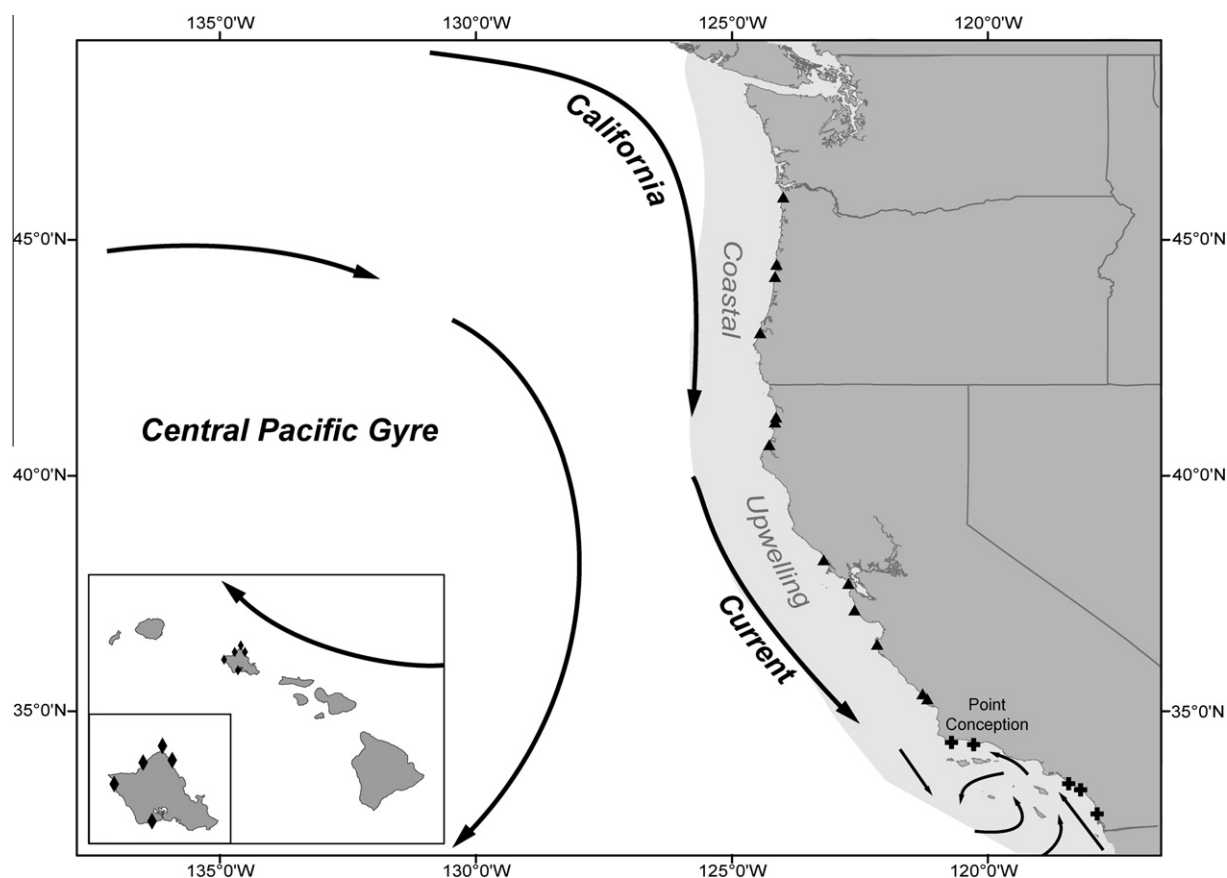 135°0'W 130°0'W 125°0'W 120°0'W
California
45°0'N 45°0'N
Coastal
Central Pacific Gyre
40°0'N 40°0'N
Upwelling
Current
35°0'N 35°0'N
Point
Conception
135°0'W 130°0'W 125°0'W 120°0'W